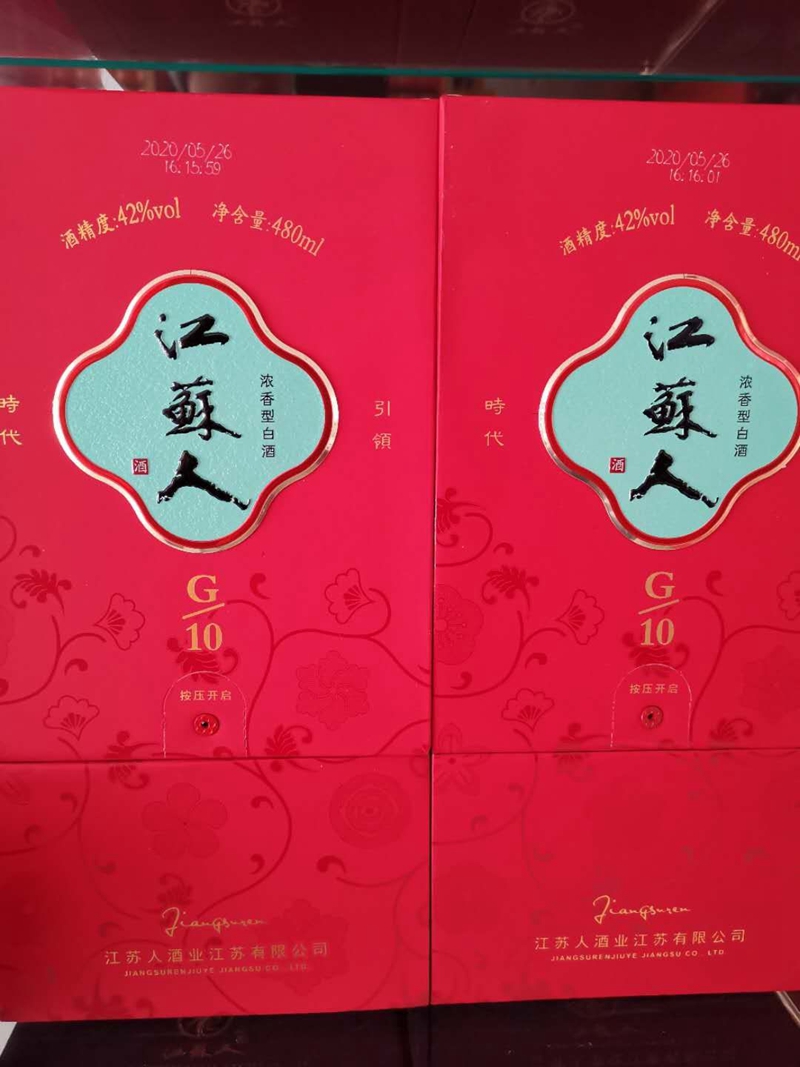 2020/05/26
16:15:59
酒精度:42%vol 净含量:480ml
江蘇人
浓香型白酒
酒
時代
引領
G/10
按压开启
Jiangsuren
江苏人酒业江苏有限公司
JIANGSURENJIUYE JIANGSU CO., LTD.
2020/05/26
16:16:01
酒精度:42%vol 净含量:480ml
江蘇人
浓香型白酒
酒
時代
G/10
按压开启
Jiangsuren
江苏人酒业江苏有限公司
JIANGSURENJIUYE JIANGSU CO., LTD.